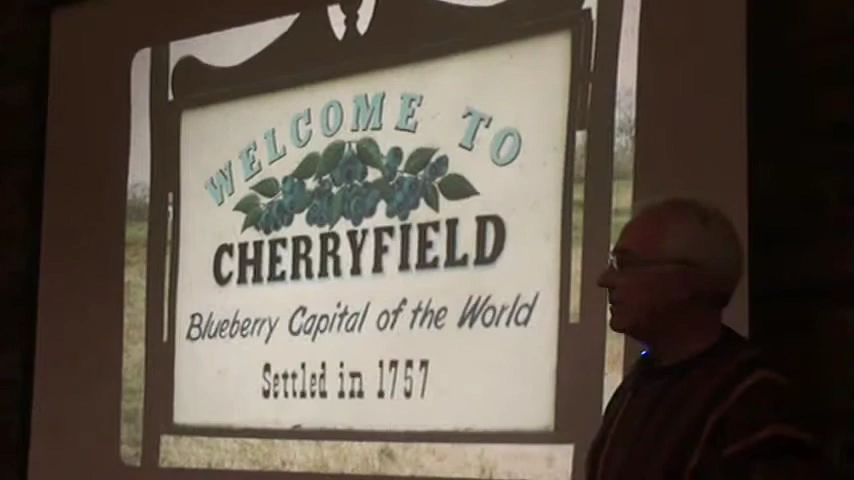 WELCOME TO
CHERRYFIELD
Blueberry Capital of the World
Settled in 1757